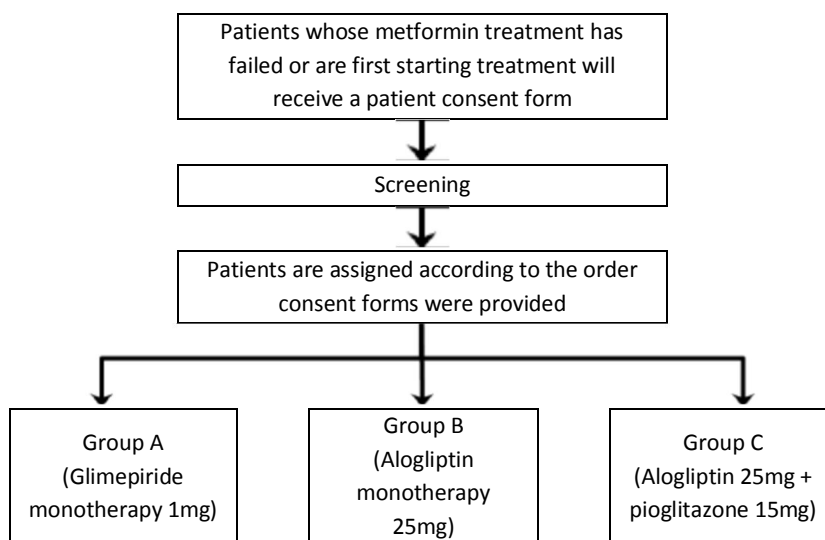 Patients whose metformin treatment has
failed or are first starting treatment will
receive a patient consent form
Screening
Patients are assigned according to the order
consent forms were provided
Group A
(Glimepiride
monotherapy 1mg)
Group B
(Alogliptin
monotherapy
25mg)
Group C
(Alogliptin 25mg +
pioglitazone 15mg)